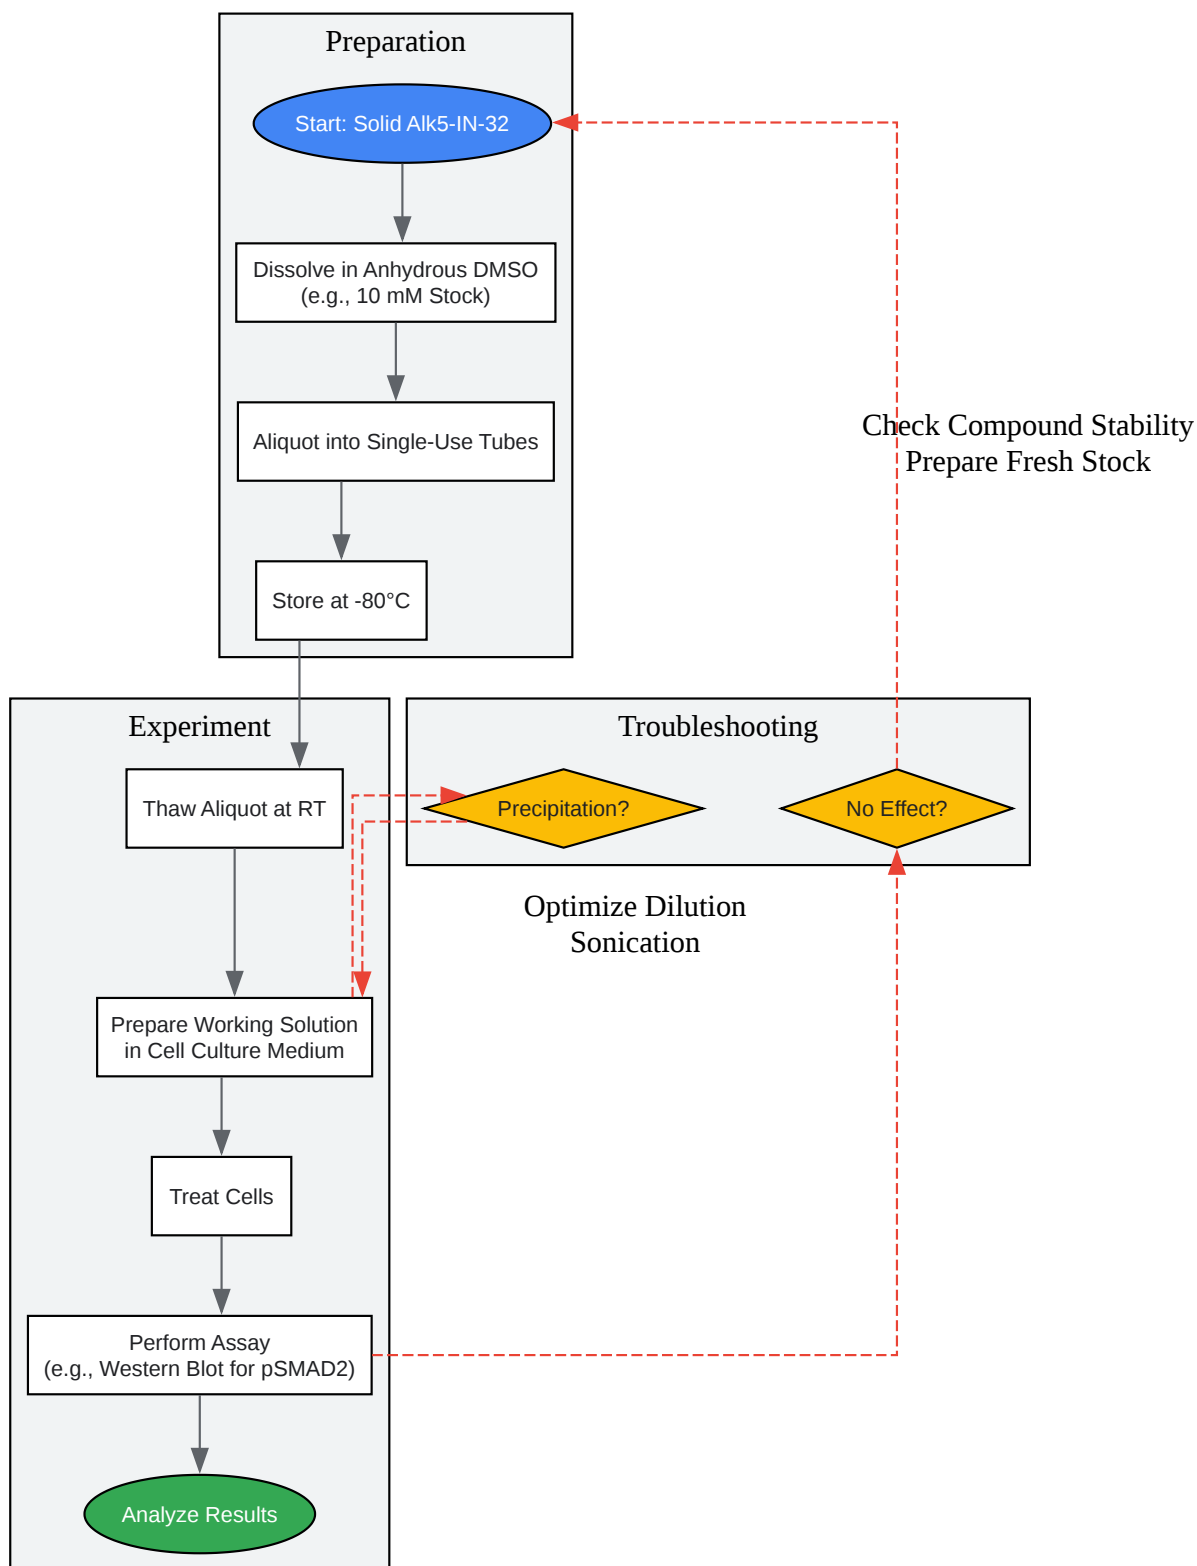 Preparation
Start: Solid Alk5-IN-32
Dissolve in Anhydrous DMSO
(e.g., 10 mM Stock)
Aliquot into Single-Use Tubes
Check Compound Stability
Prepare Fresh Stock
Store at -80°C
Experiment
Troubleshooting
Thaw Aliquot at RT
Precipitation?
No Effect?
Optimize Dilution
Sonication
Prepare Working Solution
in Cell Culture Medium
Treat Cells
Perform Assay
(e.g., Western Blot for pSMAD2)
Analyze Results